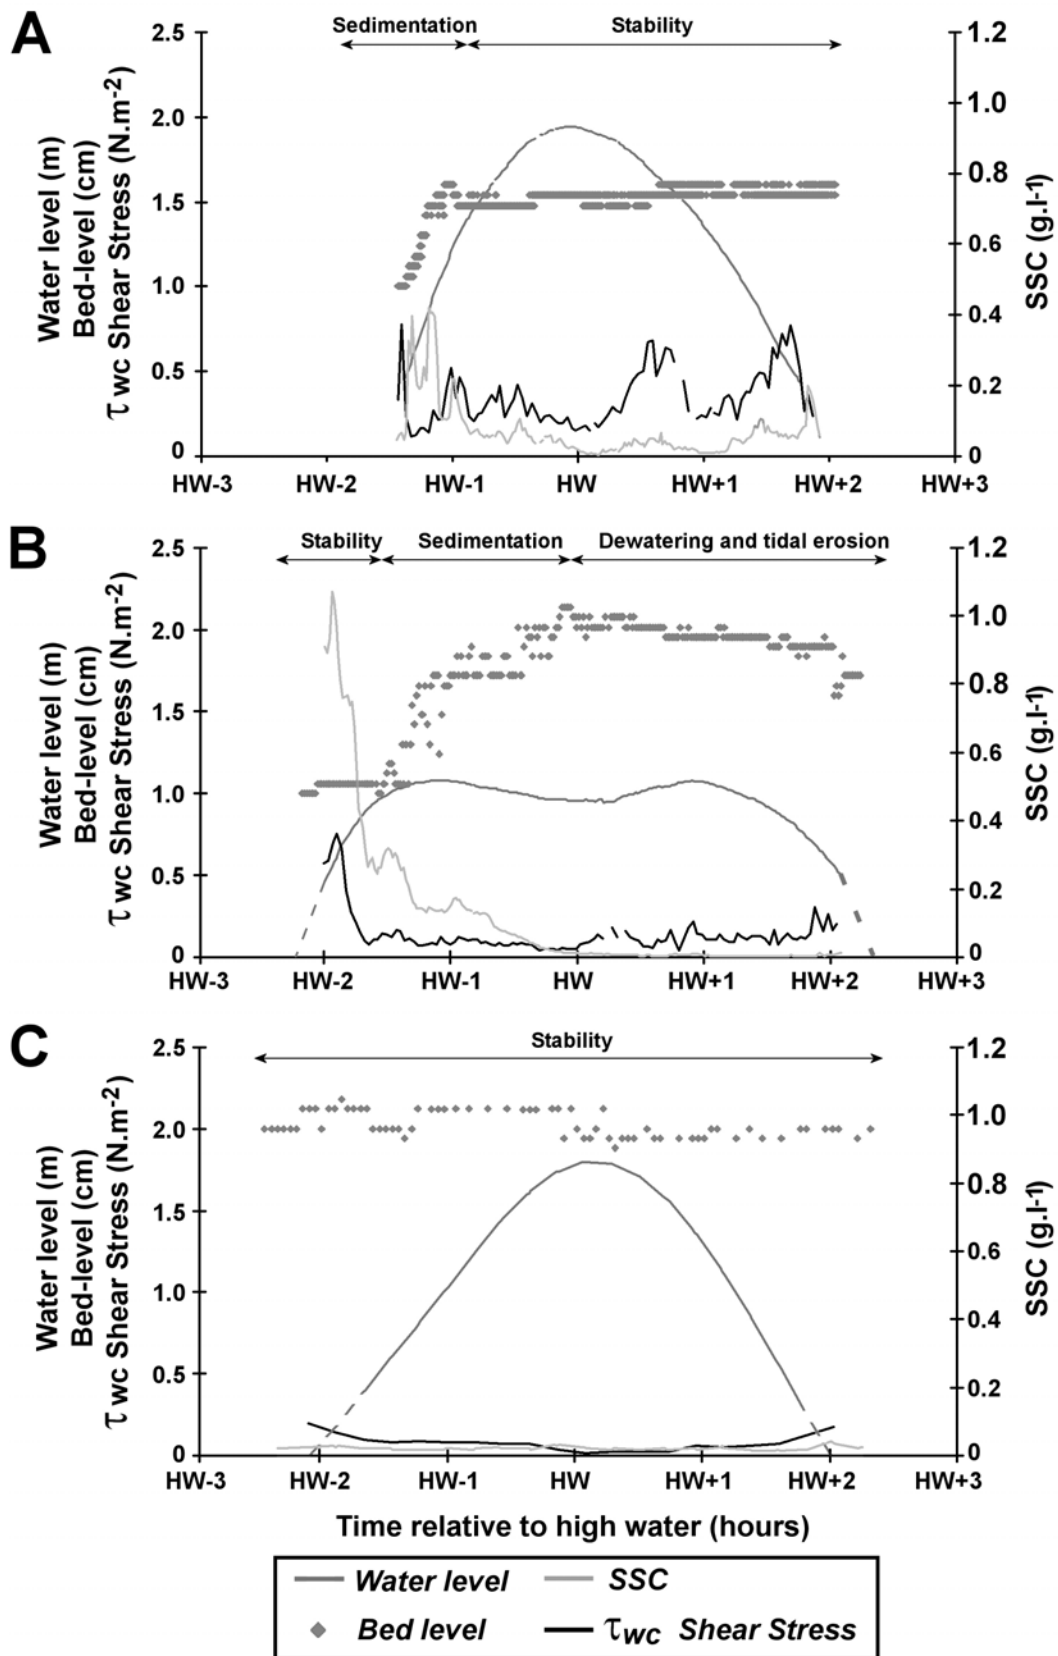 A
Sedimentation
Stability
2.5
2.0
1.5
1.0
0.5
0
Water level (m)
Bed-level (cm)
τ wc Shear Stress (N.m-2)
1.2
1.0
0.8
0.6
0.4
0.2
0
SSC (g.l-1)
HW-3 HW-2 HW-1 HW HW+1 HW+2 HW+3
B
Stability
Sedimentation
Dewatering and tidal erosion
2.5
2.0
1.5
1.0
0.5
0
Water level (m)
Bed-level (cm)
τ wc Shear Stress (N.m-2)
1.2
1.0
0.8
0.6
0.4
0.2
0
SSC (g.l-1)
HW-3 HW-2 HW-1 HW HW+1 HW+2 HW+3
C
Stability
2.5
2.0
1.5
1.0
0.5
0
Water level (m)
Bed-level (cm)
τ wc Shear Stress (N.m-2)
1.2
1.0
0.8
0.6
0.4
0.2
0
SSC (g.l-1)
HW-3 HW-2 HW-1 HW HW+1 HW+2 HW+3
Time relative to high water (hours)
Water level
SSC
Bed level
τwc Shear Stress